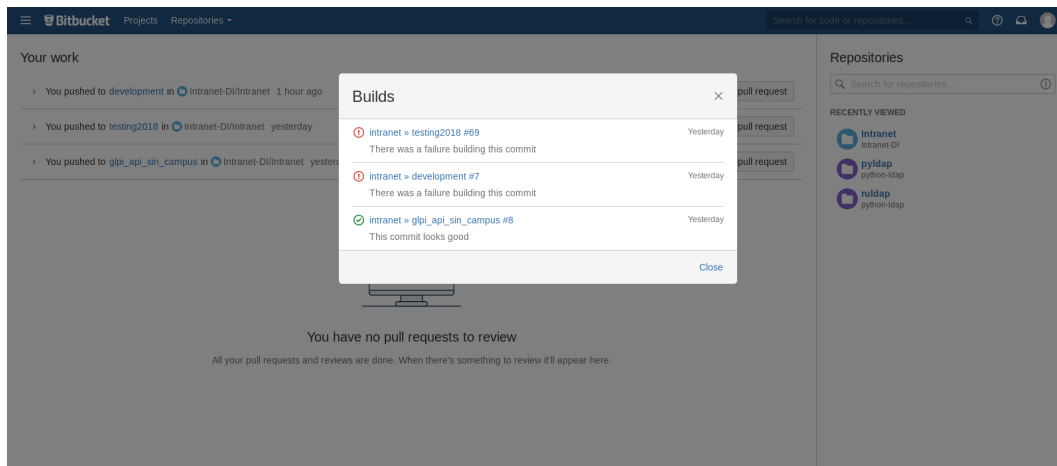 Bitbucket Projects Repositories Search for code or repositories...
Your work
You pushed to development in Intranet-DI/Intranet 1 hour ago pull request
You pushed to testing2018 in Intranet-DI/Intranet yesterday pull request
You pushed to glpi_api_sin_campus in Intranet-DI/Intranet pull request
Builds
intranet » testing2018 #69 Yesterday
There was a failure building this commit
intranet » development #7 Yesterday
There was a failure building this commit
intranet » glpi_api_sin_campus #8 Yesterday
This commit looks good
Close
You have no pull requests to review
All your pull requests and reviews are done. When there's something to review it'll appear here.
Repositories
Search for repositories...
RECENTLY VIEWED
Intranet
Intranet-DI
pyldap
python-ldap
ruldap
python-ldap